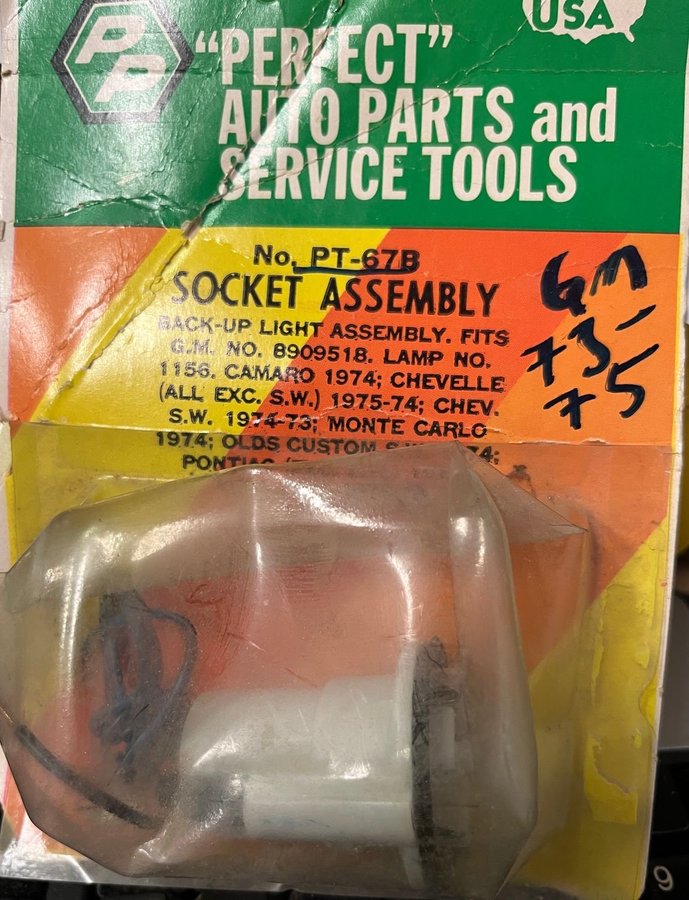 USA
PP
"PERFECT"
AUTO PARTS and
SERVICE TOOLS
No. PT-67B
SOCKET ASSEMBLY
BACK-UP LIGHT ASSEMBLY. FITS
G.M. NO. 8909518. LAMP NO.
1156. CAMARO 1974; CHEVELLE
(ALL EXC. S.W.) 1975-74; CHEV.
S.W. 1974-73; MONTE CARLO
1974; OLDS CUSTOM
PONTIAC
GM
73-
75
9